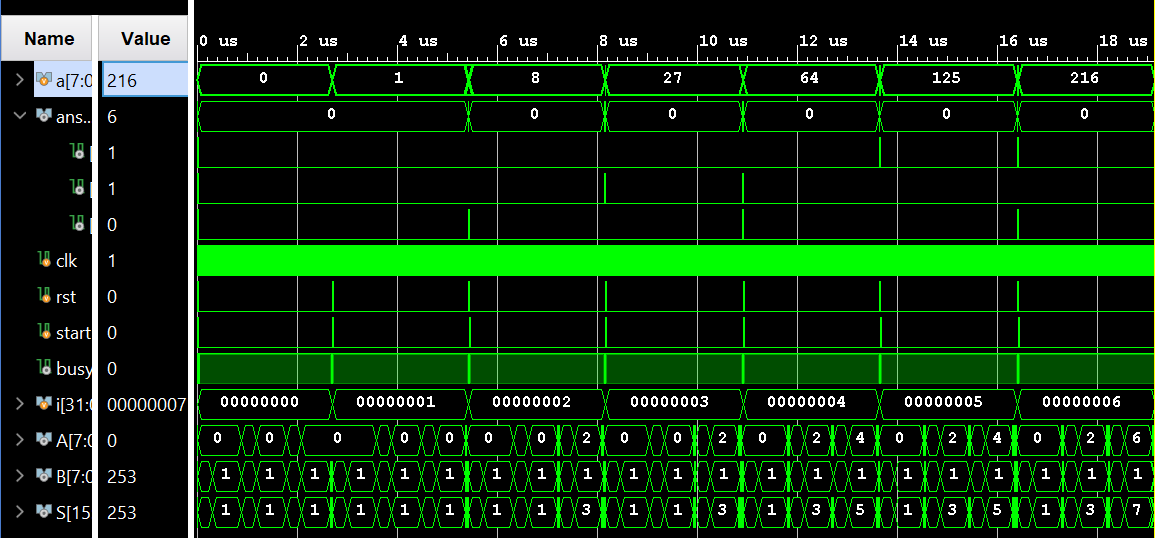 Name Value 0 us 2 us 4 us 6 us 8 us 10 us 12 us 14 us 16 us 18 us
a[7:0 216 0 1 8 27 64 125 216
ans... 6 0 0 0 0 0 0
[ 1
[ 1
[ 0
clk 1
rst 0
start 0
busy 0
i[31:0 00000007 00000000 00000001 00000002 00000003 00000004 00000005 00000006
A[7:0 0 0 0 0 0 0 0 0 2 0 0 2 0 2 4 0 2 4 0 2 6
B[7:0 253 1 1 1 1 1 1 1 1 1 1 1 1 1 1 1 1 1 1 1 1 1
S[15 253 1 1 1 1 1 1 1 1 3 1 1 3 1 3 5 1 3 5 1 3 7